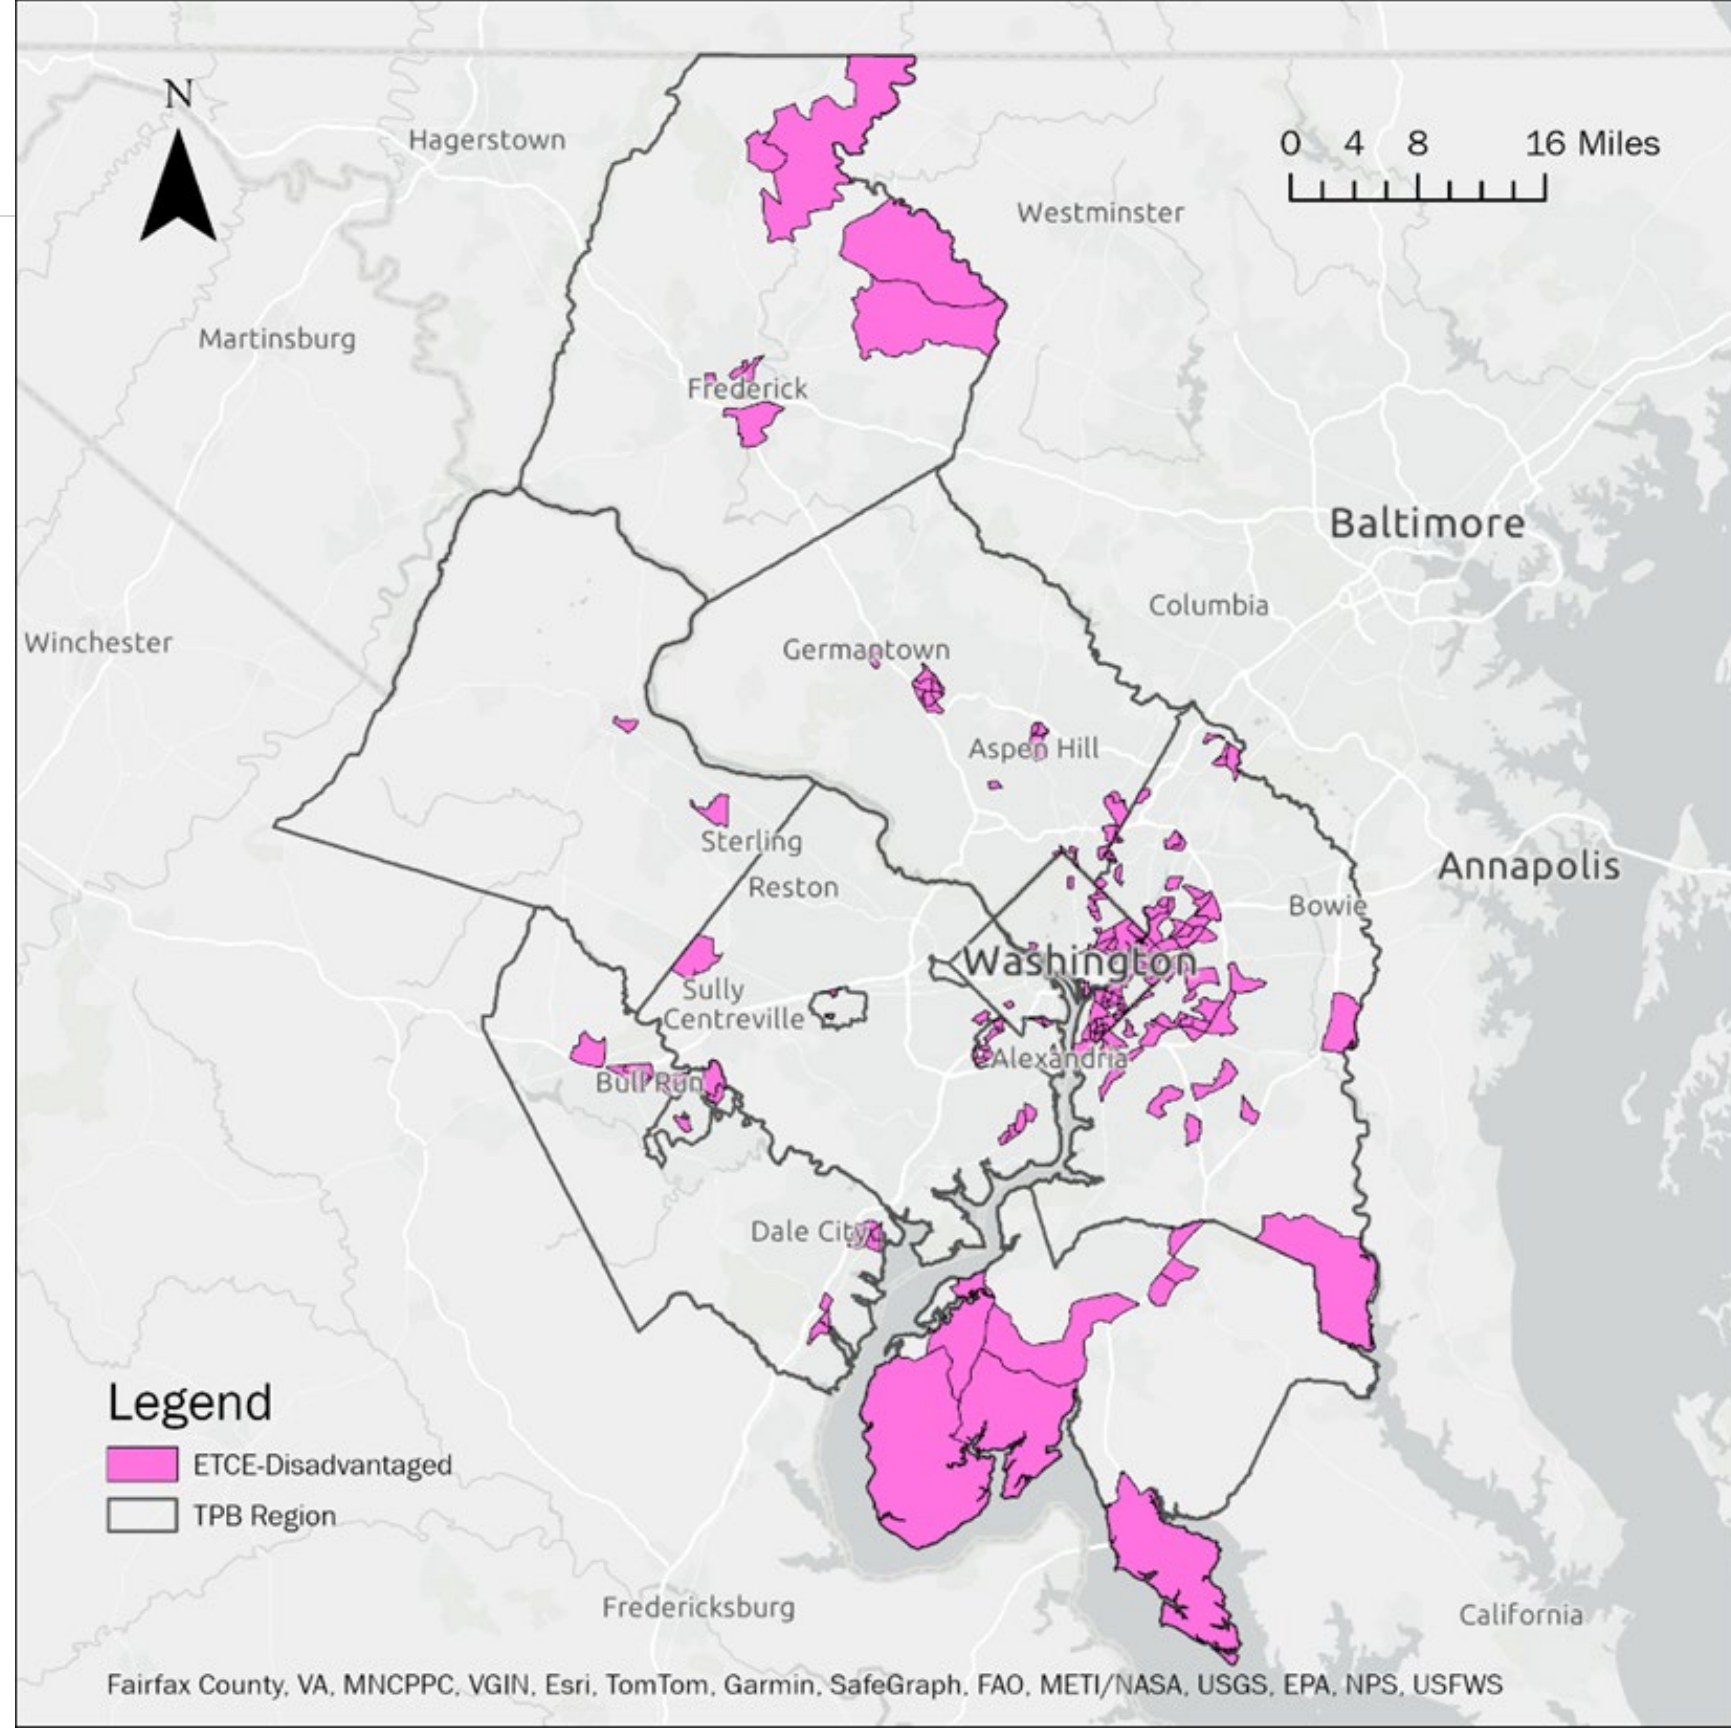 N
Hagerstown
0 4 8 16 Miles
Westminster
Martinsburg
Frederick
Baltimore
Columbia
Winchester
Germantown
Aspen Hill
Sterling
Annapolis
Reston
Bowie
Washington
Sully
Centreville
Alexandria
Bull Run
Dale City
Legend
ETCE-Disadvantaged
TPB Region
Fredericksburg
California
Fairfax County, VA, MNCPPC, VGIN, Esri, TomTom, Garmin, SafeGraph, FAO, METI/NASA, USGS, EPA, NPS, USFWS